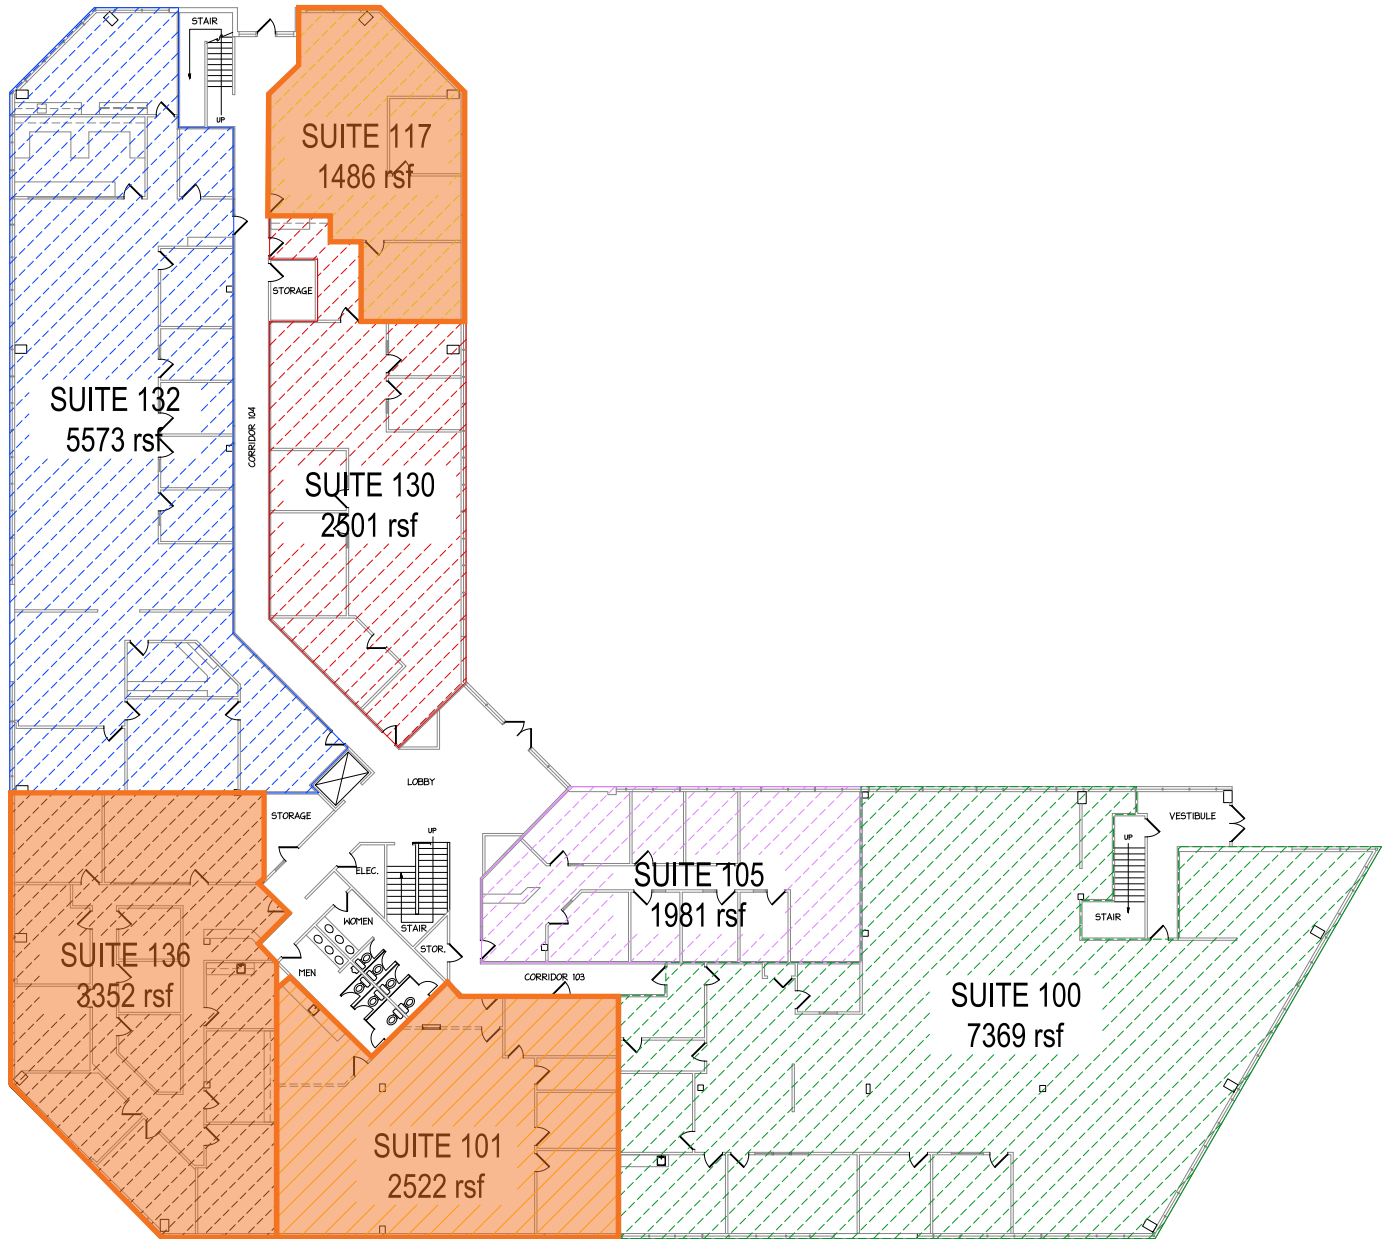 STAIR
UP
SUITE 117
1486 rsf
STORAGE
SUITE 132
5573 rsf
CORRIDOR 104
SUITE 130
2501 rsf
LOBBY
STORAGE
UP
ELEC.
WOMEN
STAIR
STOR.
MEN
SUITE 105
1981 rsf
CORRIDOR 103
VESTIBULE
UP
STAIR
SUITE 136
3352 rsf
SUITE 100
7369 rsf
SUITE 101
2522 rsf